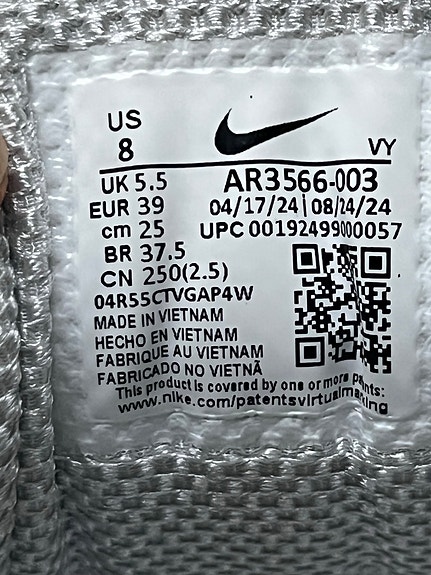 US
8
VY
UK 5.5
AR3566-003
EUR 39
04/17/24|08/24/24
cm 25
UPC 00192499000057
BR 37.5
CN 250(2.5)
04R55CTVGAP4W
MADE IN VIETNAM
HECHO EN VIETNAM
FABRIQUE AU VIETNAM
FABRICADO NO VIETNÃ
This product is covered by one or more patents:
www.nike.com/patentsvirtualmarking